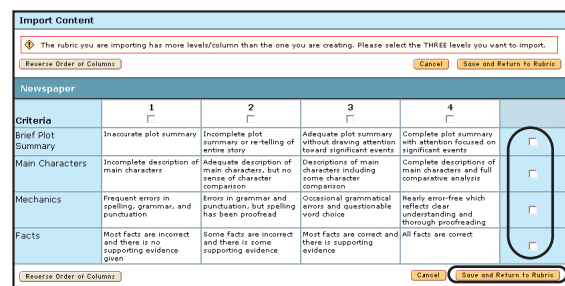 Import Content
The rubric you are importing has more levels/column than the one you are creating. Please select the THREE levels you want to import.
Reverse Order of Columns Cancel Save and Return to Rubric
Newspaper
Criteria 1 2 3 4
Brief Plot Summary
Inaccurate plot summary
Incomplete plot
summary or re-telling of
entire story
Adequate plot summary
without drawing attention
toward significant events
Complete plot summary
with attention focused on
significant events
Main Characters
Incomplete description of
main characters
Adequate description of
main characters, but no
sense of character
comparison
Descriptions of main
characters including
some character
comparison
Complete descriptions of
main characters and full
comparative analysis
Mechanics
Frequent errors in
spelling, grammar, and
punctuation
Errors in grammar and
punctuation, but spelling
has been proofread
Occasional grammatical
errors and questionable
word choice
Nearly error-free which
reflects clear
understanding and
thorough proofreading
Facts
Most facts are incorrect
and there is no
supporting evidence
given
Some facts are incorrect
and there is some
supporting evidence
Most facts are correct and
there is supporting
evidence
All facts are correct
Reverse Order of Columns Cancel Save and Return to Rubric